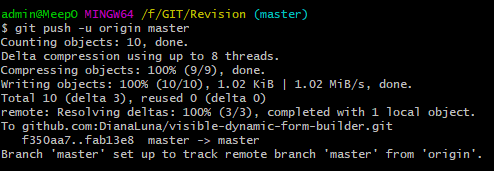 admin@MeepO MINGW64 /f/GIT/Revision (master)
$ git push -u origin master
Counting objects: 10, done.
Delta compression using up to 8 threads.
Compressing objects: 100% (9/9), done.
Writing objects: 100% (10/10), 1.02 KiB | 1.02 MiB/s, done.
Total 10 (delta 3), reused 0 (delta 0)
remote: Resolving deltas: 100% (3/3), completed with 1 local object.
To github.com:DianaLuna/visible-dynamic-form-builder.git
   f350aa7..fab13e8  master -> master
Branch 'master' set up to track remote branch 'master' from 'origin'.